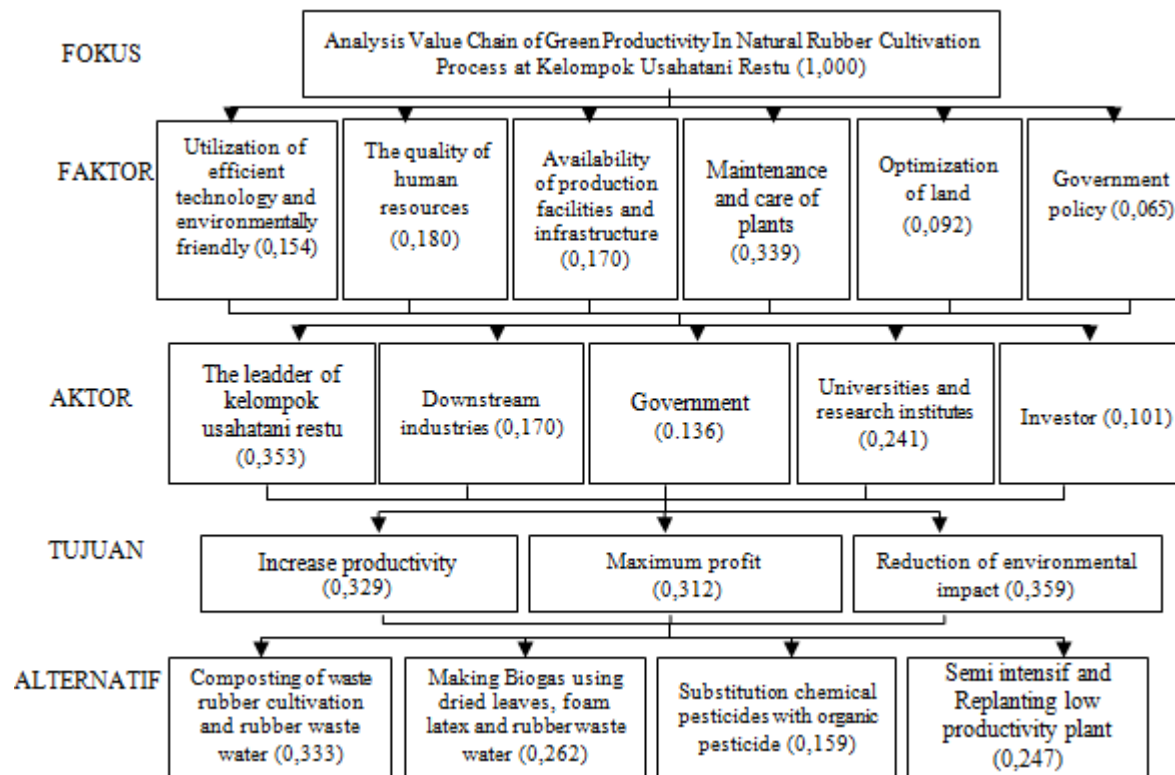 FOKUS
Analysis Value Chain of Green Productivity In Natural Rubber Cultivation
Process at Kelompok Usahatani Restu (1,000)
FAKTOR
Utilization of
efficient
technology and
environmentally
friendly (0,154)
The quality of
human
resources
(0,180)
Availability
of production
facilities and
infrastructure
(0,170)
Maintenance
and care of
plants
(0,339)
Optimization
of land
(0,092)
Government
policy (0,065)
AKTOR
The leadder of
kelompok
usahatani restu
(0,353)
Downstream
industries (0,170)
Government
(0.136)
Universities and
research institutes
(0,241)
Investor (0,101)
TUJUAN
Increase productivity
(0,329)
Maximum profit
(0,312)
Reduction of environmental
impact (0,359)
ALTERNATIF
Composting of waste
rubber cultivation
and rubber waste
water (0,333)
Making Biogas using
dried leaves, foam
latex and rubber waste
water (0,262)
Substitution chemical
pesticides with organic
pesticide (0,159)
Semi intensif and
Replanting low
productivity plant
(0,247)